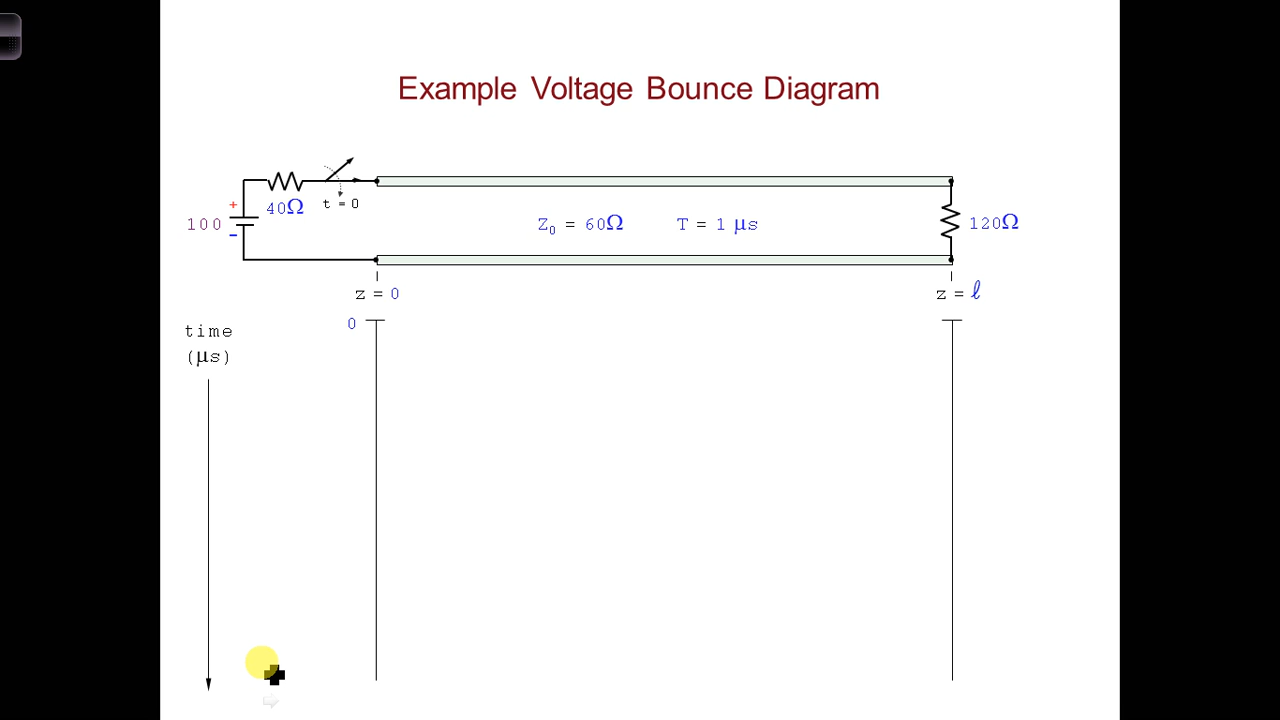 Example Voltage Bounce Diagram
+
100
-
40Ω
t = 0
Z₀ = 60Ω
T = 1 μs
120Ω
z = 0
z = ℓ
0
time
(μs)